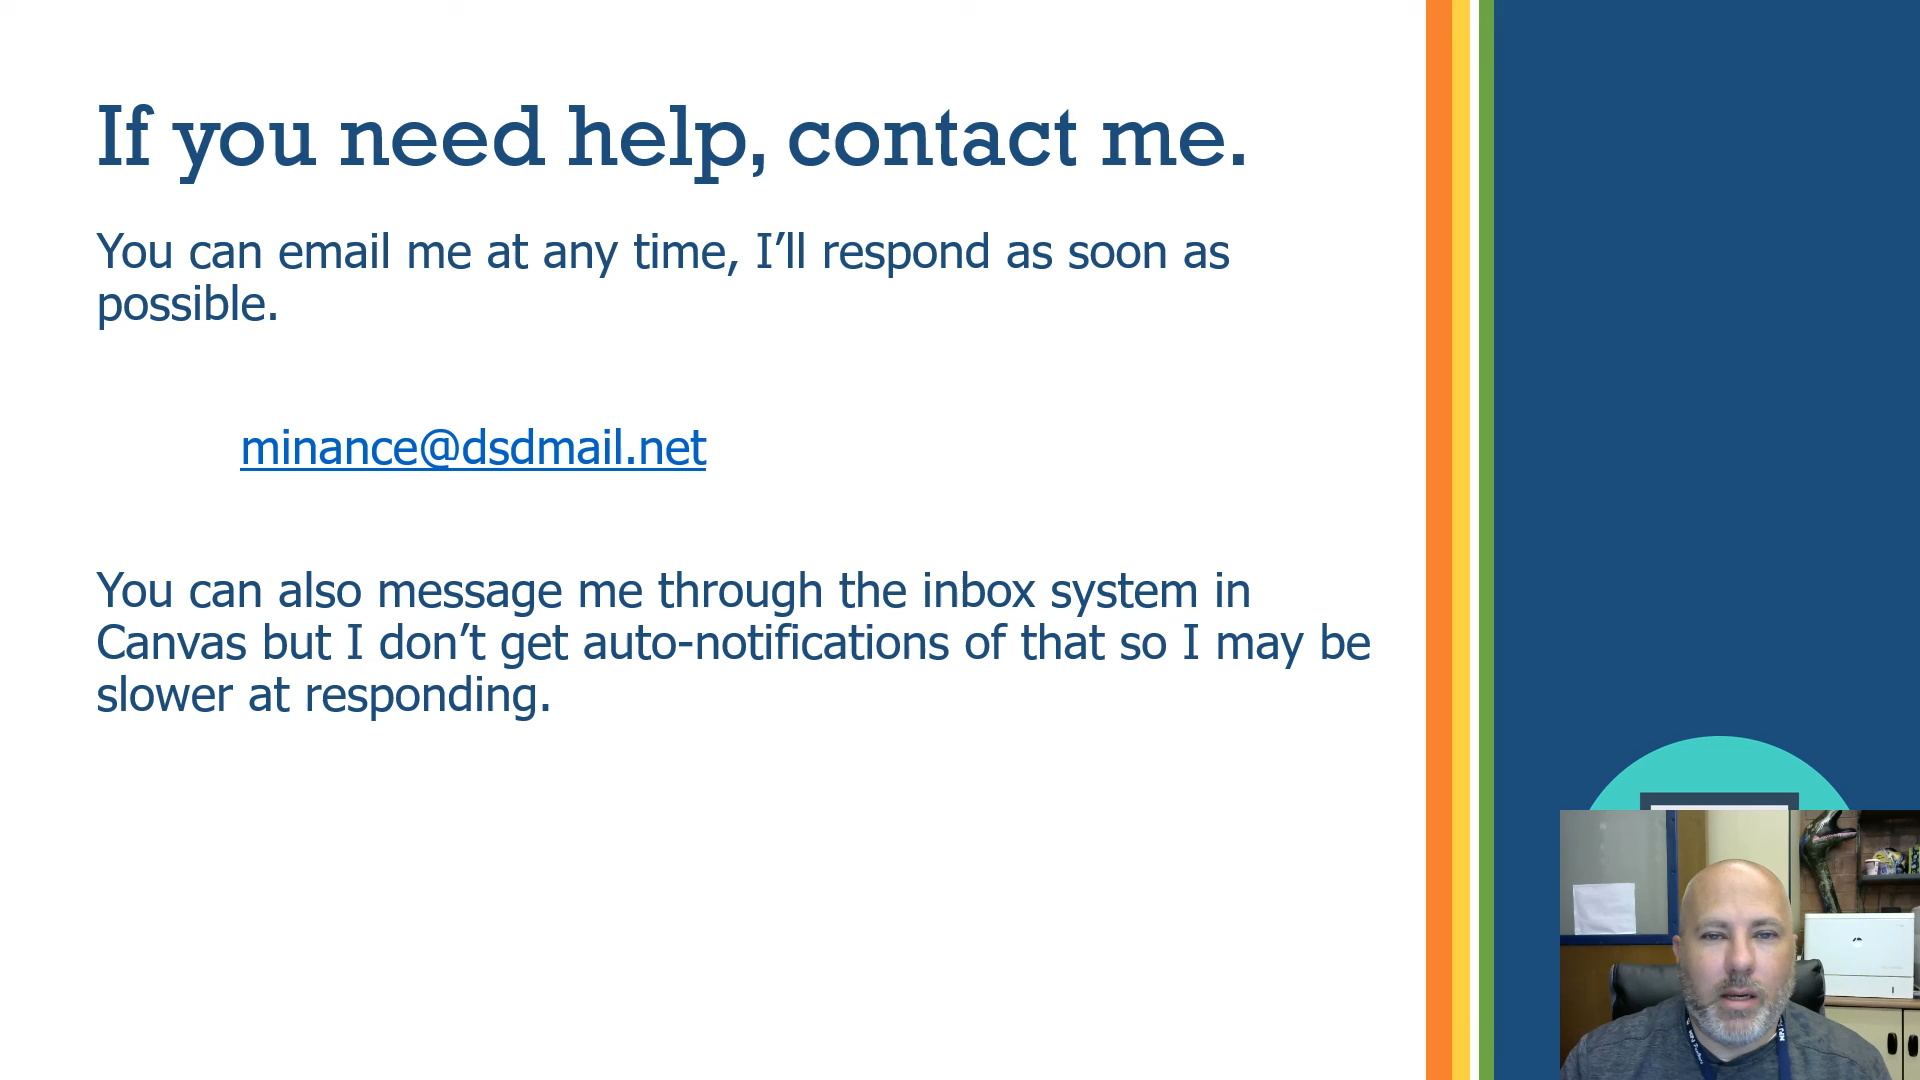 If you need help, contact me.
You can email me at any time, I’ll respond as soon as
possible.
minance@dsdmail.net
You can also message me through the inbox system in
Canvas but I don’t get auto-notifications of that so I may be
slower at responding.